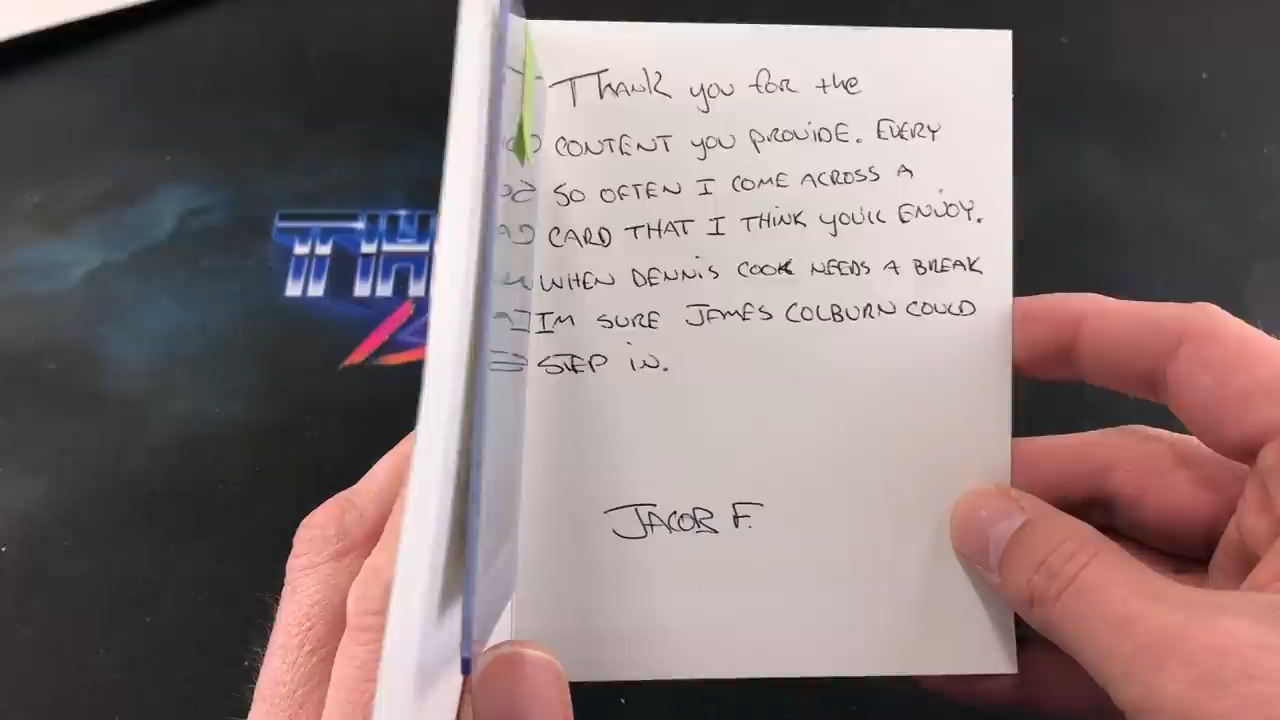 Thank you for the
CONTENT you PROVIDE. EVERY
SO OFTEN I COME ACROSS A
CARD THAT I THINK YOU'LL ENJOY.
WHEN DENNIS COOK NEEDS A BREAK
IM SURE JAMES COLBURN COULD
STEP IN.
JACOB F.